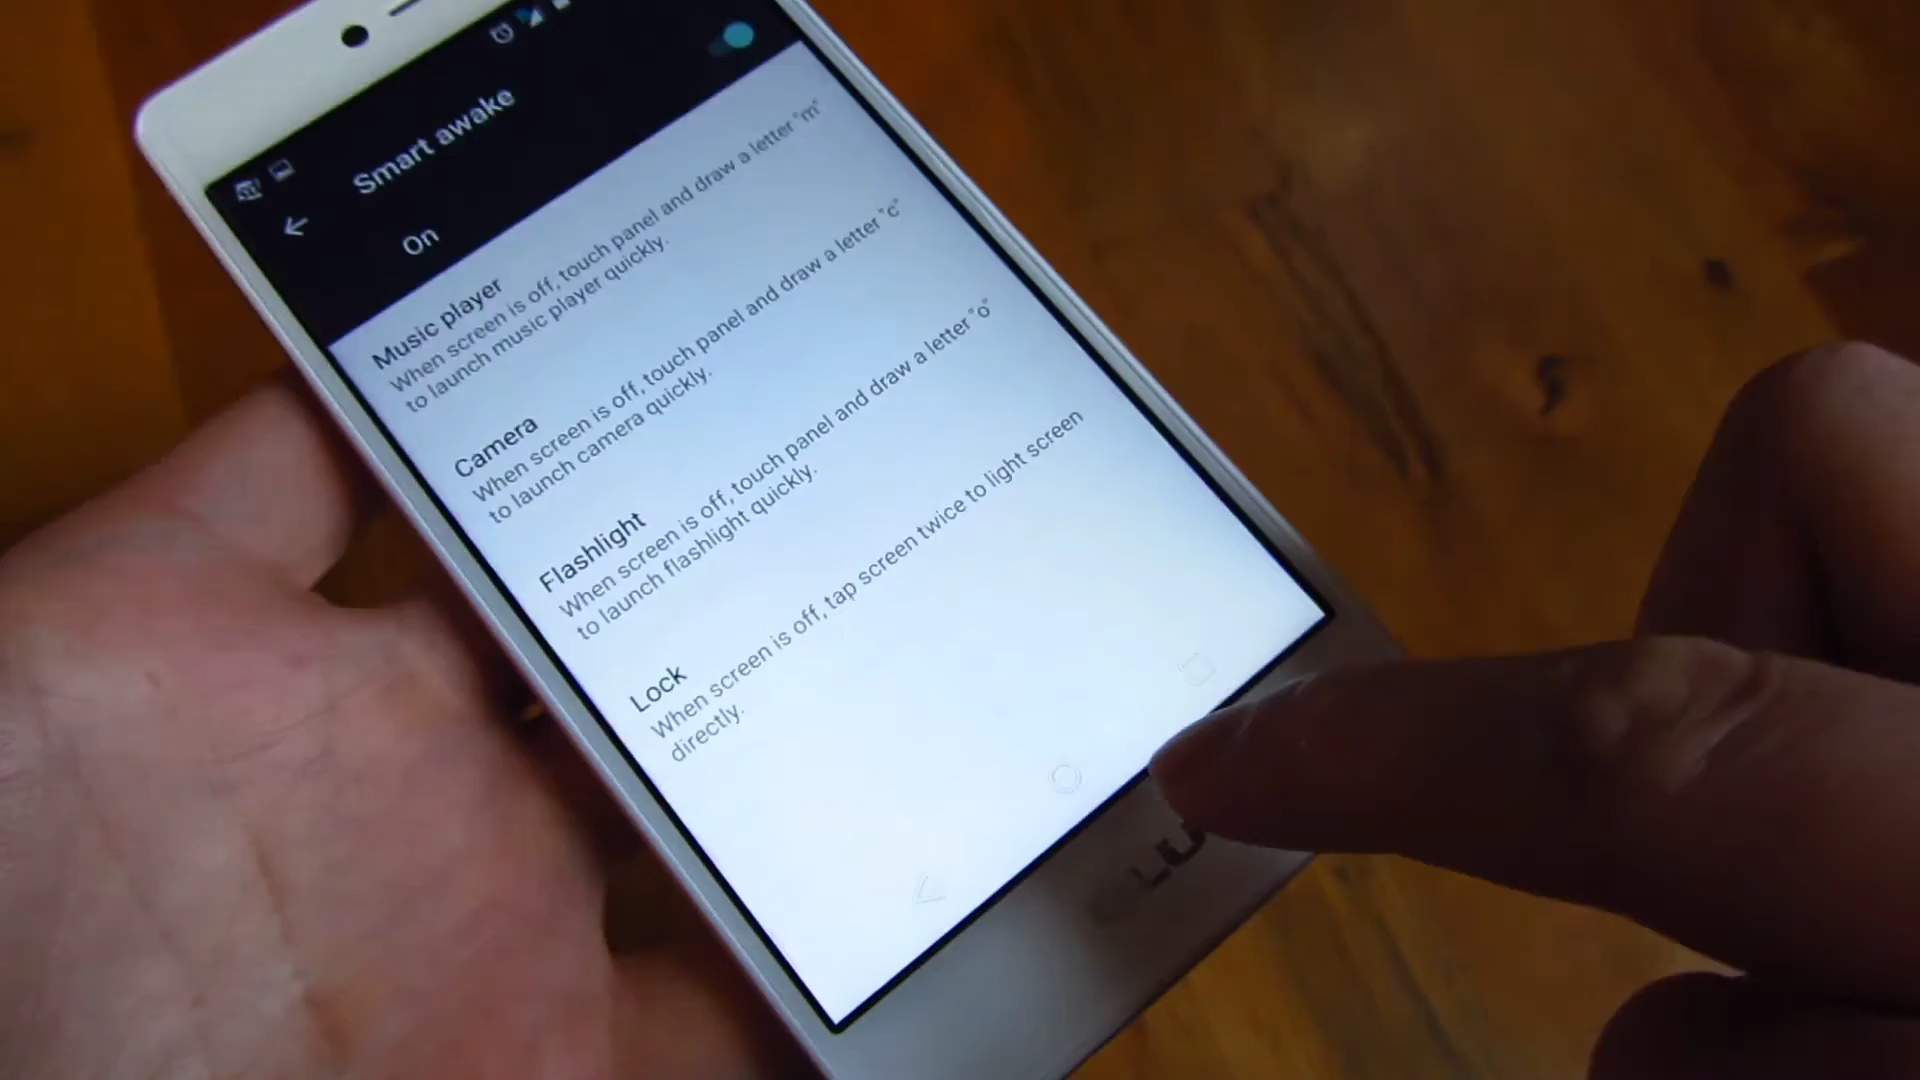 Smart awake
On
Music player
When screen is off, touch panel and draw a letter "m"
to launch music player quickly.
Camera
When screen is off, touch panel and draw a letter "c"
to launch camera quickly.
Flashlight
When screen is off, touch panel and draw a letter "o"
to launch flashlight quickly.
Lock
When screen is off, tap screen twice to light screen
directly.